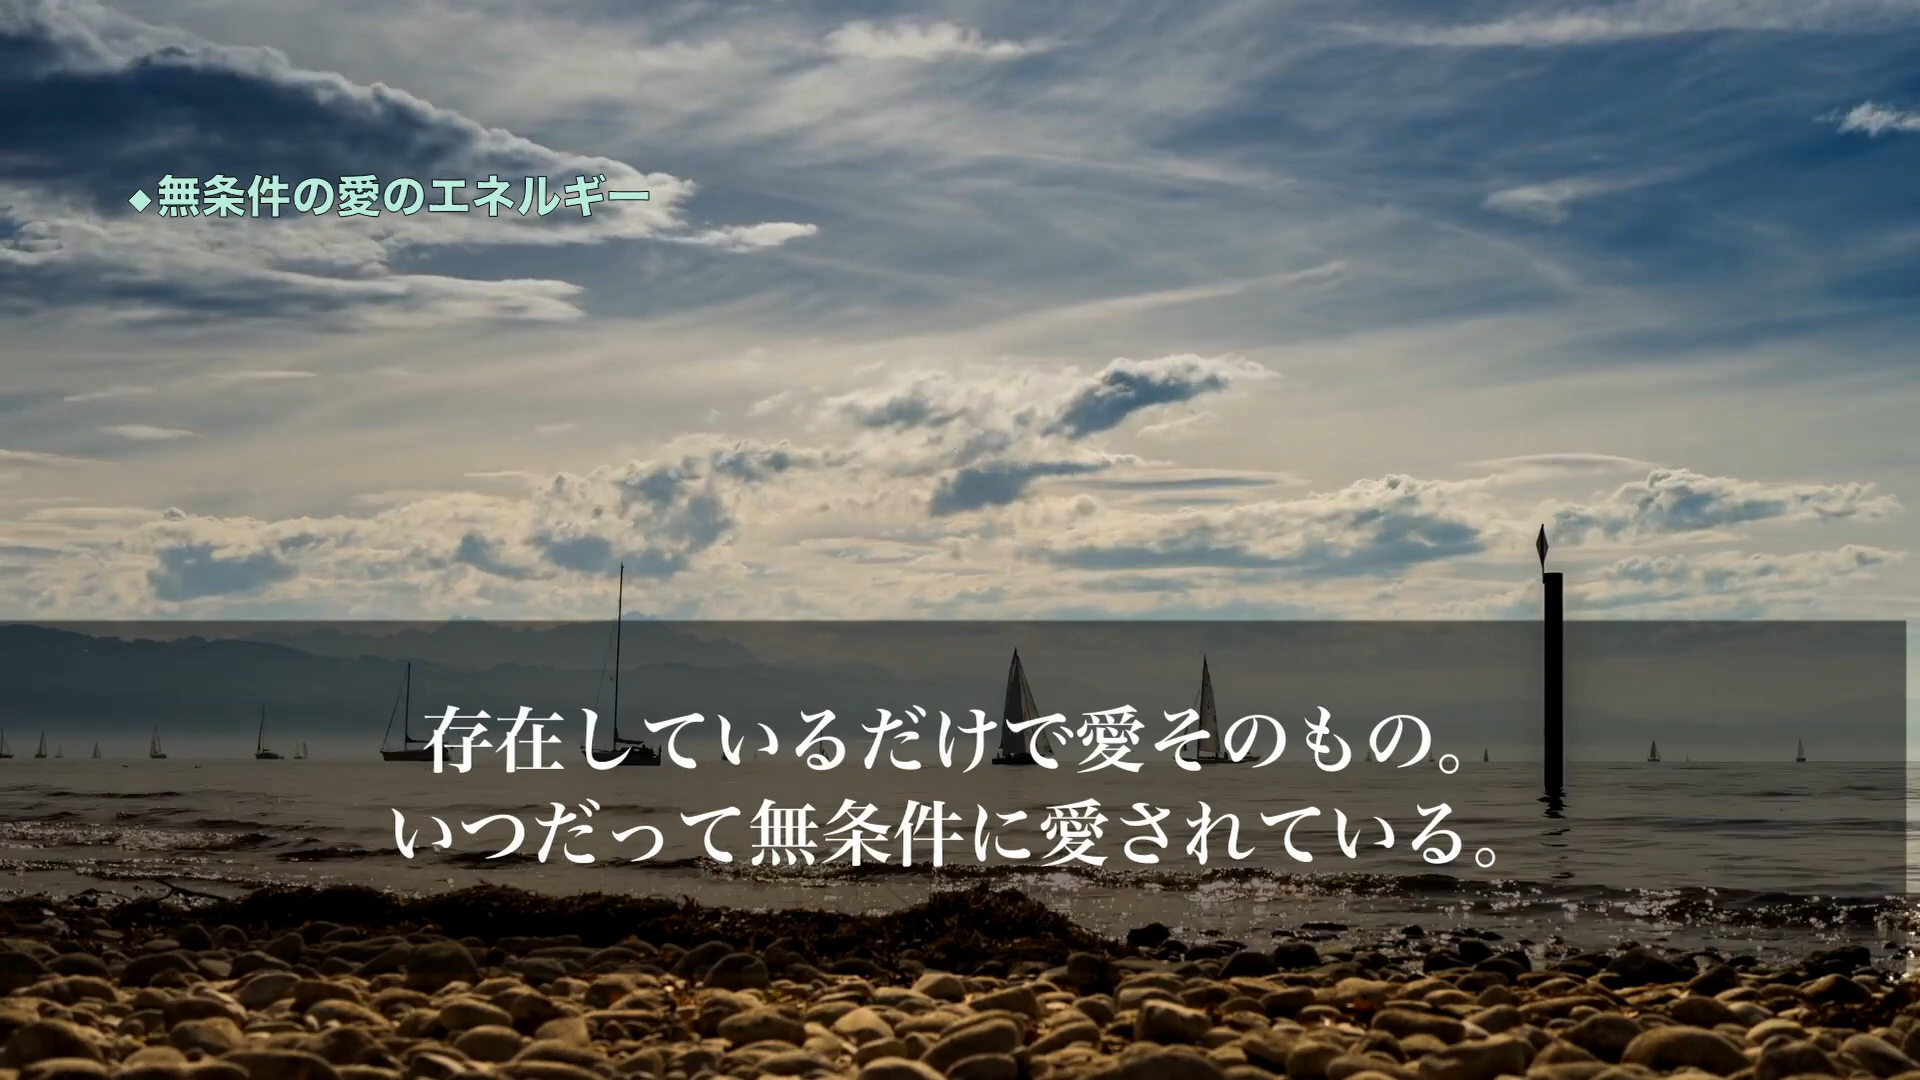 ◆無条件の愛のエネルギー
存在しているだけで愛そのもの。
いつだって無条件に愛されている。